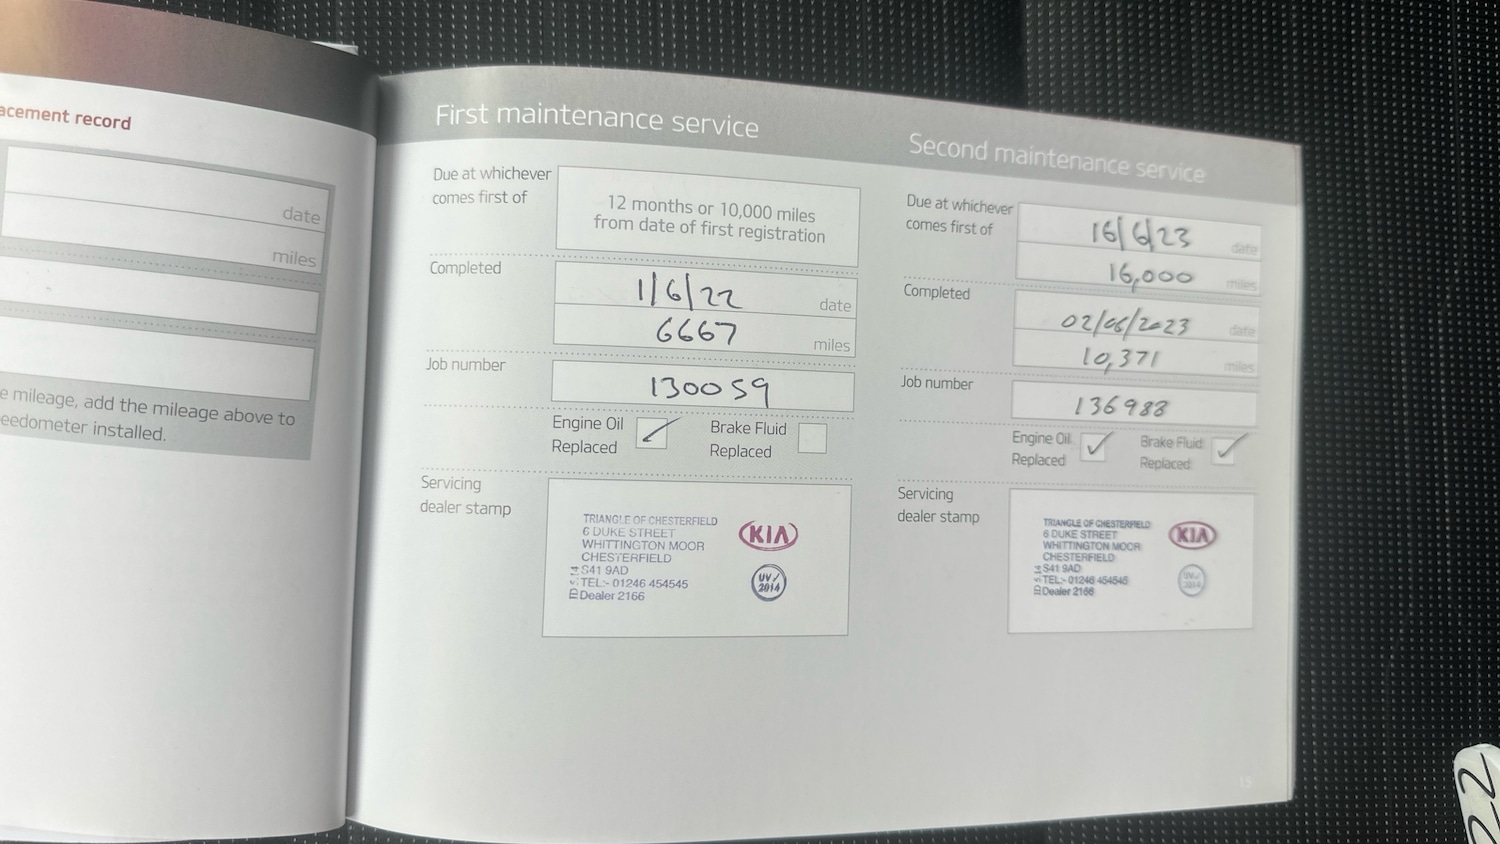 acement record
date
miles
e mileage, add the mileage above to
eedometer installed.
First maintenance service
Due at whichever
comes first of
12 months or 10,000 miles
from date of first registration
Completed
1/6/22 date
6667 miles
Job number
130059
Engine Oil
Replaced
Brake Fluid
Replaced
Servicing
dealer stamp
TRIANGLE OF CHESTERFIELD
6 DUKE STREET
WHITTINGTON MOOR
CHESTERFIELD
S41 9AD
TEL:- 01246 454545
Dealer 2166
KIA
UV/
2014
Second maintenance service
Due at whichever
comes first of
16/6/23 date
16,000 miles
Completed
02/06/2023 date
10,371 miles
Job number
136988
Engine Oil
Replaced
Brake Fluid
Replaced
Servicing
dealer stamp
TRIANGLE OF CHESTERFIELD
6 DUKE STREET
WHITTINGTON MOOR
CHESTERFIELD
S41 9AD
TEL:- 01246 454545
Dealer 2166
KIA
UV/
2014
15
22